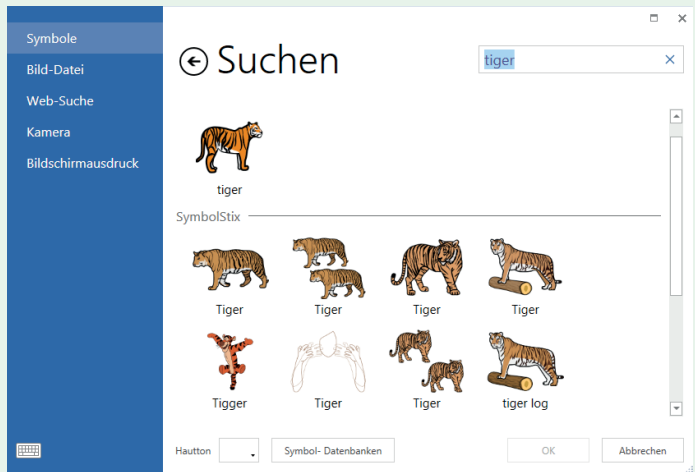 Symbole
Bild-Datei
Web-Suche
Kamera
Bildschirmausdruck
Suchen
tiger
tiger
SymbolStix
Tiger Tiger Tiger Tiger
Tigger Tiger Tiger tiger log
Hautton Symbol- Datenbanken OK Abbrechen